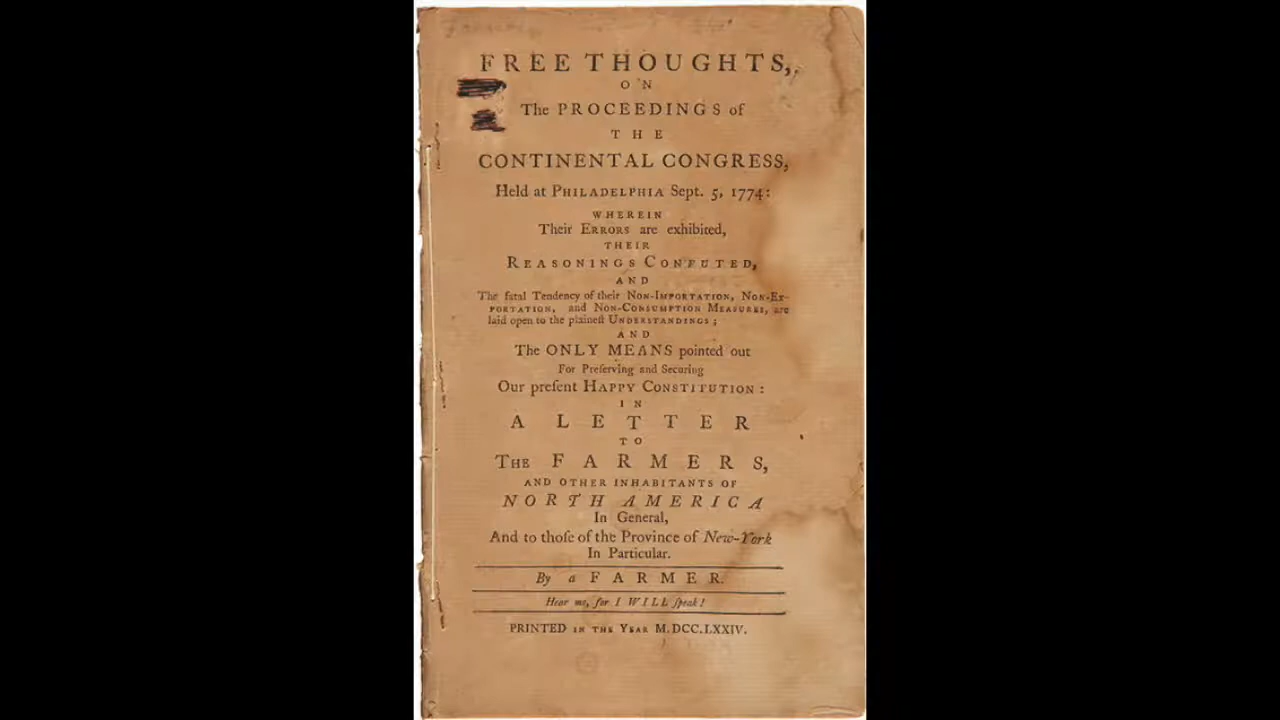 FREE THOUGHTS,
ON
The PROCEEDINGS of
THE
CONTINENTAL CONGRESS,
Held at PHILADELPHIA Sept. 5, 1774:
WHEREIN
Their ERRORS are exhibited,
THEIR
REASONINGS CONFUTED,
AND
The fatal Tendency of their NON-IMPORTATION, NON-EX-
PORTATION, and NON-CONSUMPTION MEASURES, are
laid open to the plaineſt UNDERSTANDINGS;
AND
The ONLY MEANS pointed out
For Preſerving and Securing
Our preſent HAPPY CONSTITUTION:
IN
A LETTER
TO
THE FARMERS,
AND OTHER INHABITANTS OF
NORTH AMERICA
In General,
And to thoſe of the Province of New-York
In Particular.
By a FARMER.
Hear me, for I WILL ſpeak!
PRINTED IN THE YEAR M.DCC.LXXIV.